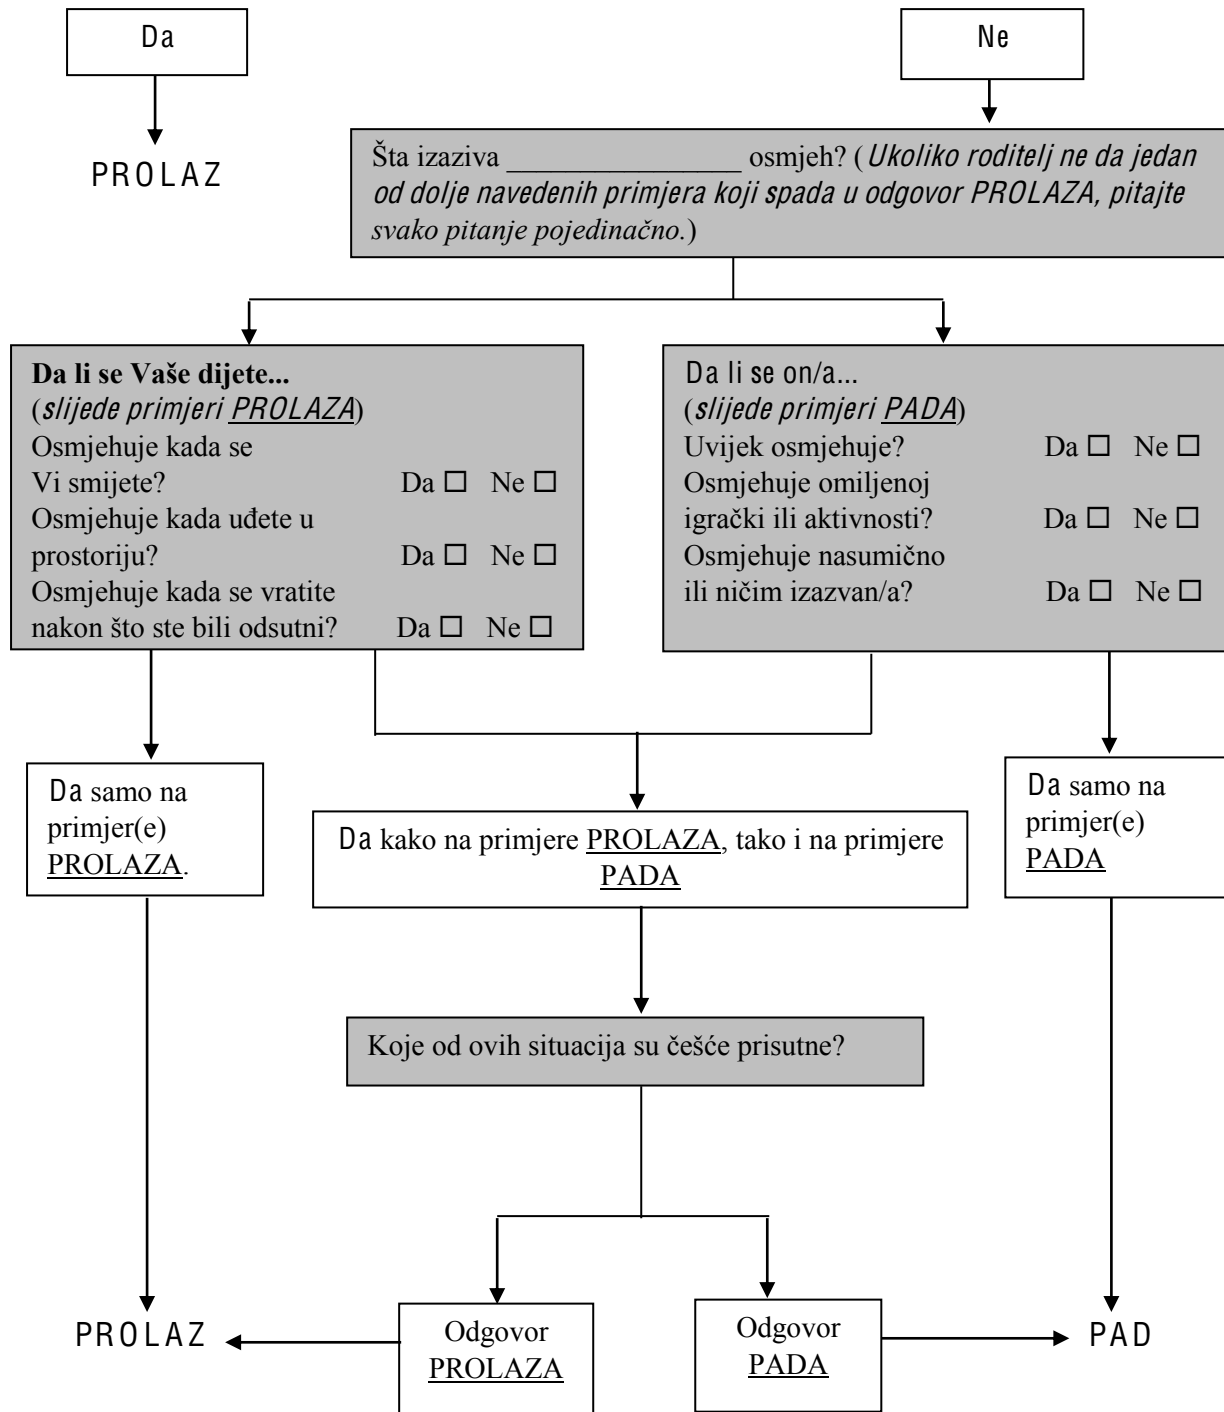 Da
Ne
PROLAZ
Šta izaziva _________________ osmjeh? (Ukoliko roditelj ne da jedan
od dolje navedenih primjera koji spada u odgovor PROLAZA, pitajte
svako pitanje pojedinačno.)
Da li se Vaše dijete...
(slijede primjeri PROLAZA)
Osmjehuje kada se
Vi smijete? Da □ Ne □
Osmjehuje kada uđete u
prostoriju? Da □ Ne □
Osmjehuje kada se vratite
nakon što ste bili odsutni? Da □ Ne □
Da li se on/a...
(slijede primjeri PADA)
Uvijek osmjehuje? Da □ Ne □
Osmjehuje omiljenoj
igrački ili aktivnosti? Da □ Ne □
Osmjehuje nasumično
ili ničim izazvan/a? Da □ Ne □
Da samo na
primjer(e)
PROLAZA.
Da kako na primjere PROLAZA, tako i na primjere
PADA
Da samo na
primjer(e)
PADA
Koje od ovih situacija su češće prisutne?
PROLAZ
Odgovor
PROLAZA
Odgovor
PADA
PAD